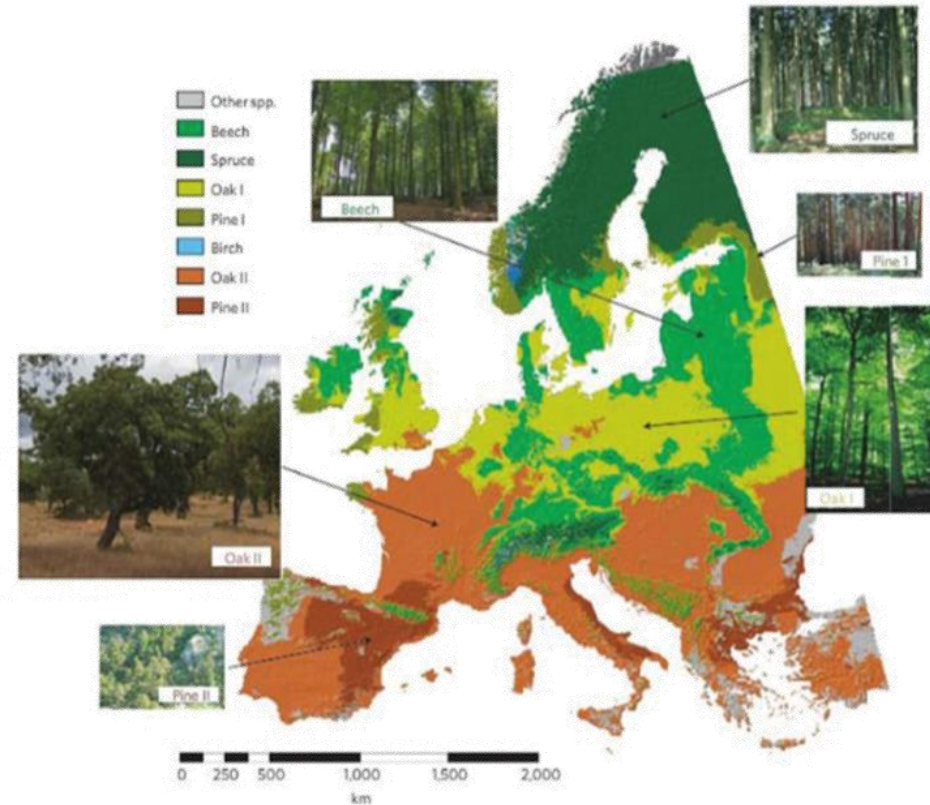 Other spp.
Beech
Spruce
Oak I
Pine I
Birch
Oak II
Pine II
Beech
Spruce
Pine 1
Oak I
Oak II
Pine II
0 250 500 1,000 1,500 2,000
km